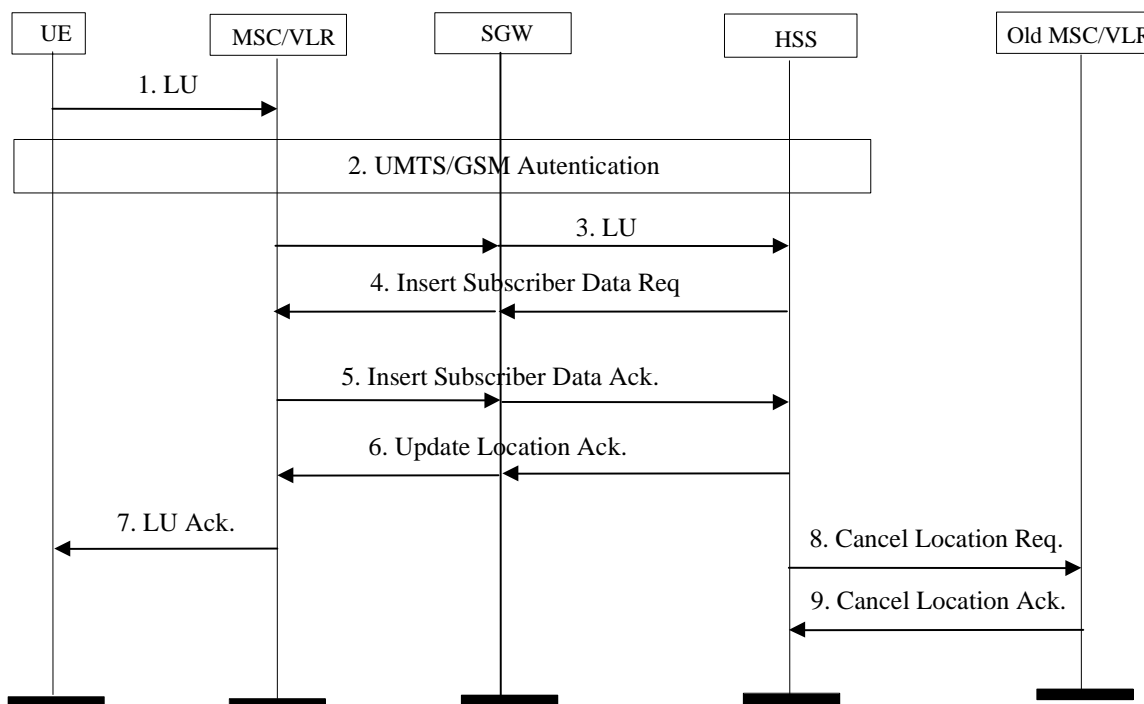 UE
MSC/VLR
SGW
HSS
Old MSC/VLR
1. LU
2. UMTS/GSM Autentication
3. LU
4. Insert Subscriber Data Req
5. Insert Subscriber Data Ack.
6. Update Location Ack.
7. LU Ack.
8. Cancel Location Req.
9. Cancel Location Ack.